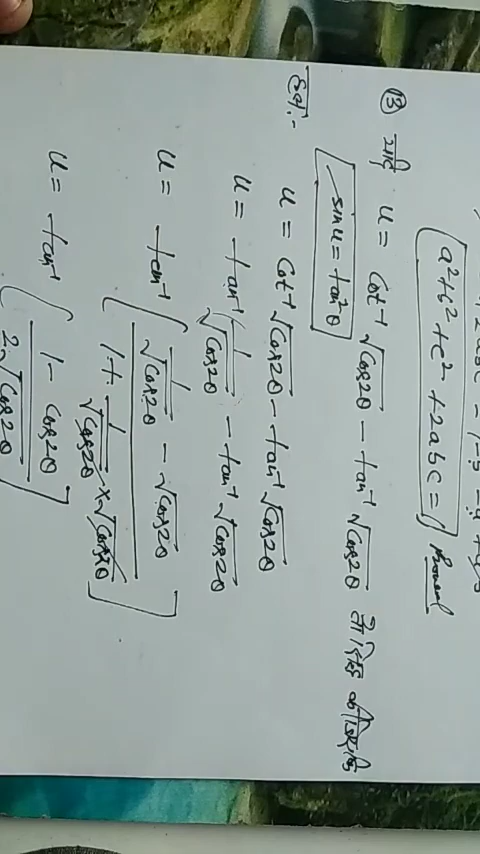 a²+b²+c²+2abc=1 Proved
(13) यदि u = Cot⁻¹√Cos2θ - tan⁻¹√Cos2θ तो सिद्ध कीजिए कि
sin u = tan²θ
हल:-
u = Cot⁻¹√Cos2θ - tan⁻¹√Cos2θ
u = tan⁻¹(1/√Cos2θ) - tan⁻¹√Cos2θ
u = tan⁻¹[(1/√Cos2θ - √Cos2θ)/(1 + 1/√Cos2θ × √Cos2θ)]
u = tan⁻¹[(1 - Cos2θ)/(2√Cos2θ)]